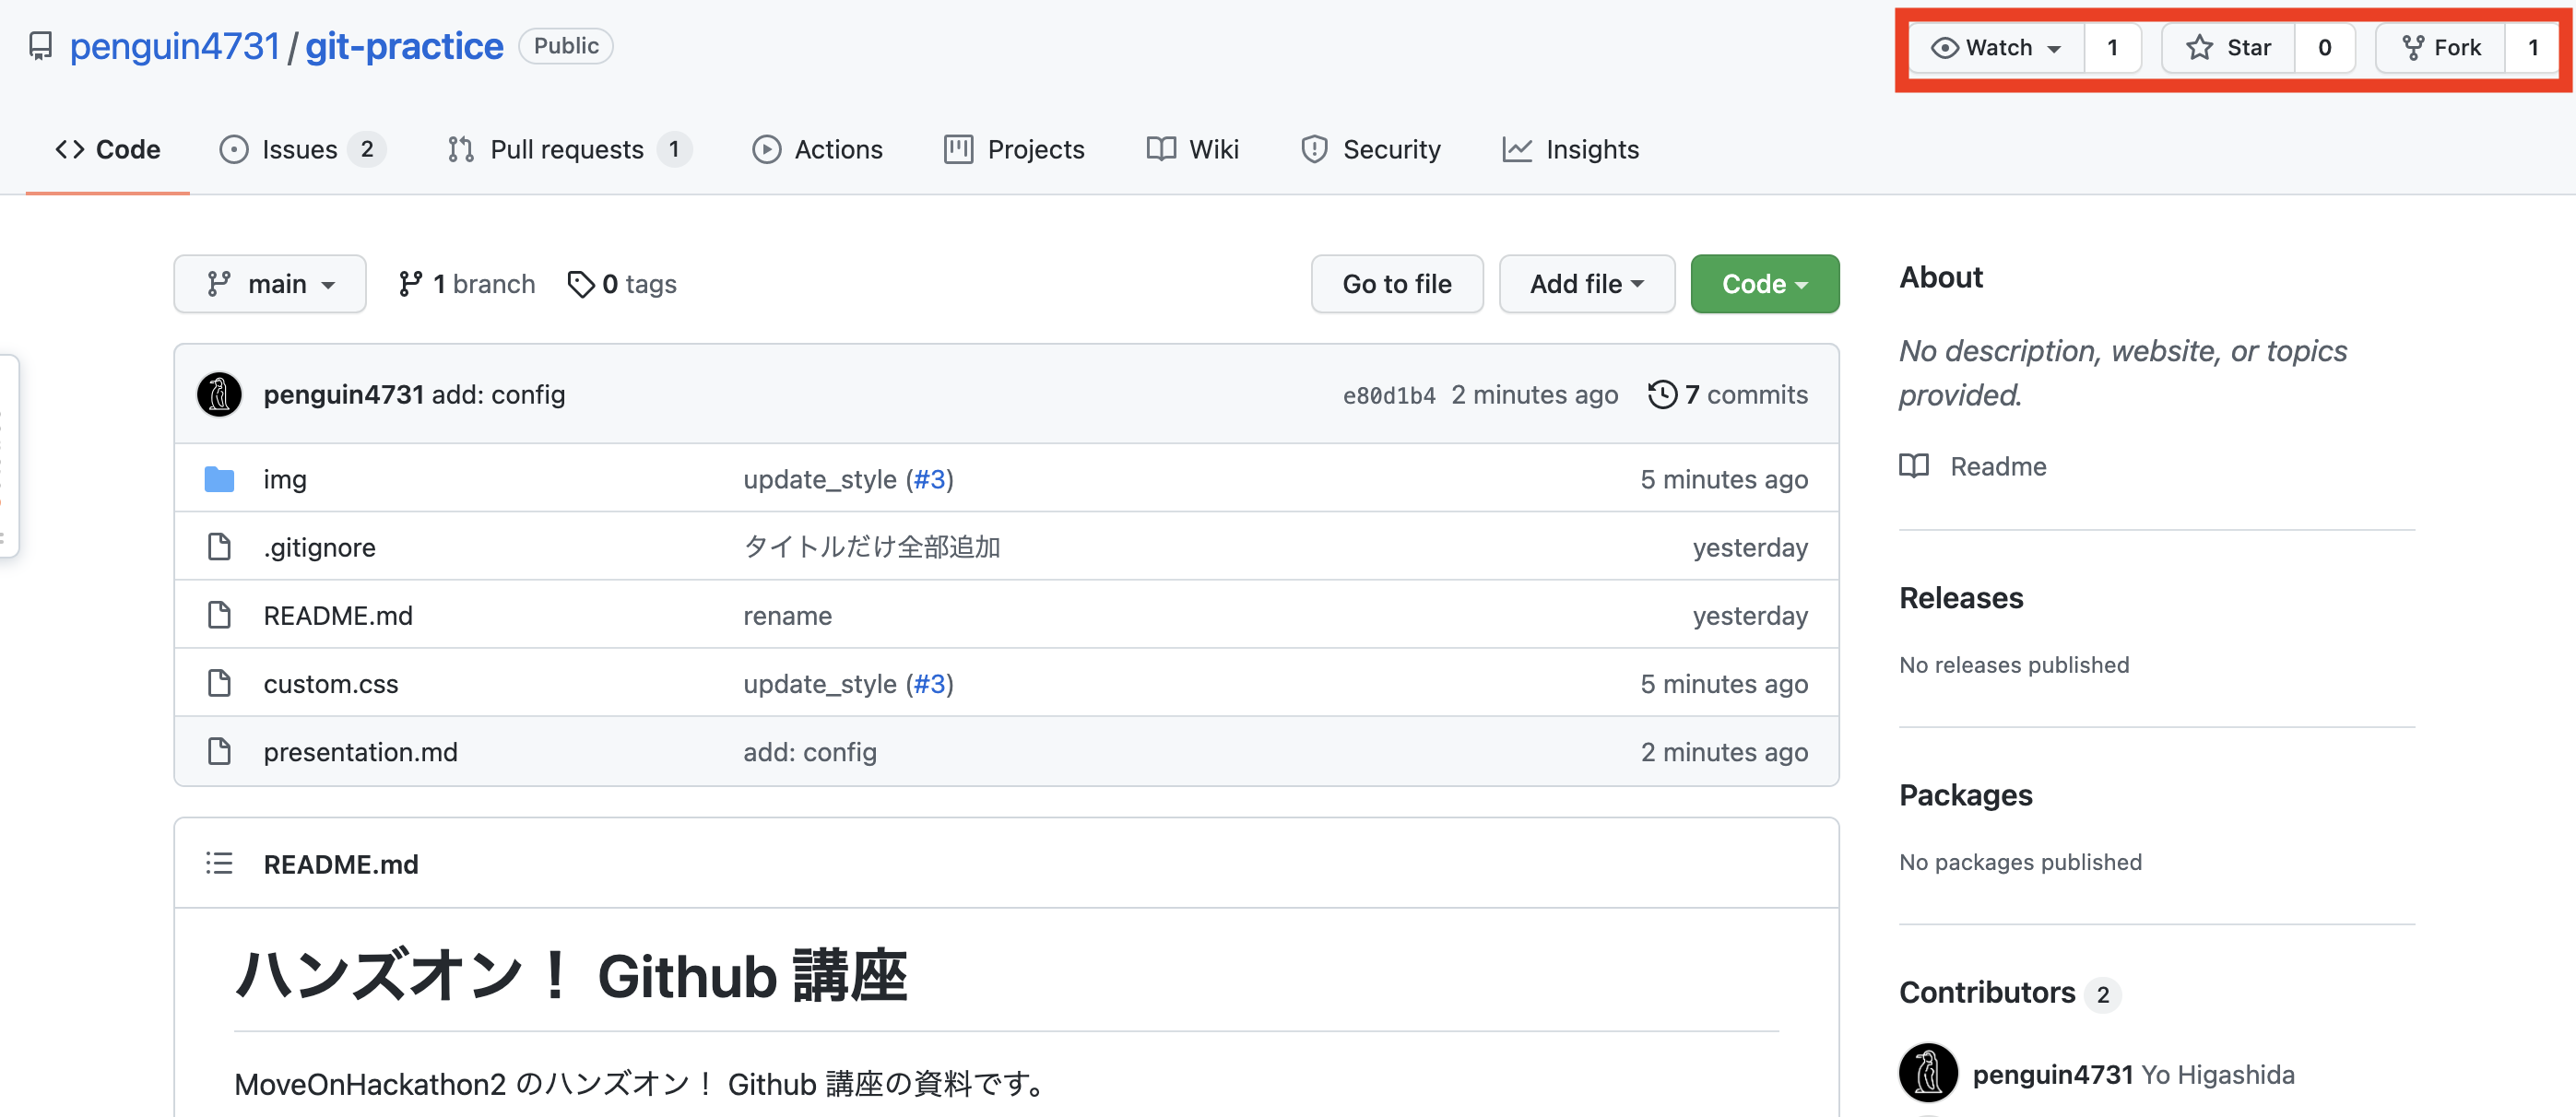 penguin4731 / git-practice Public
Watch 1 Star 0 Fork 1
Code Issues 2 Pull requests 1 Actions Projects Wiki Security Insights
main 1 branch 0 tags Go to file Add file Code
penguin4731 add: config e80d1b4 2 minutes ago 7 commits
img update_style (#3) 5 minutes ago
.gitignore タイトルだけ全部追加 yesterday
README.md rename yesterday
custom.css update_style (#3) 5 minutes ago
presentation.md add: config 2 minutes ago
README.md
ハンズオン！ Github 講座
MoveOnHackathon2 のハンズオン！ Github 講座の資料です。
About
No description, website, or topics
provided.
Readme
Releases
No releases published
Packages
No packages published
Contributors 2
penguin4731 Yo Higashida